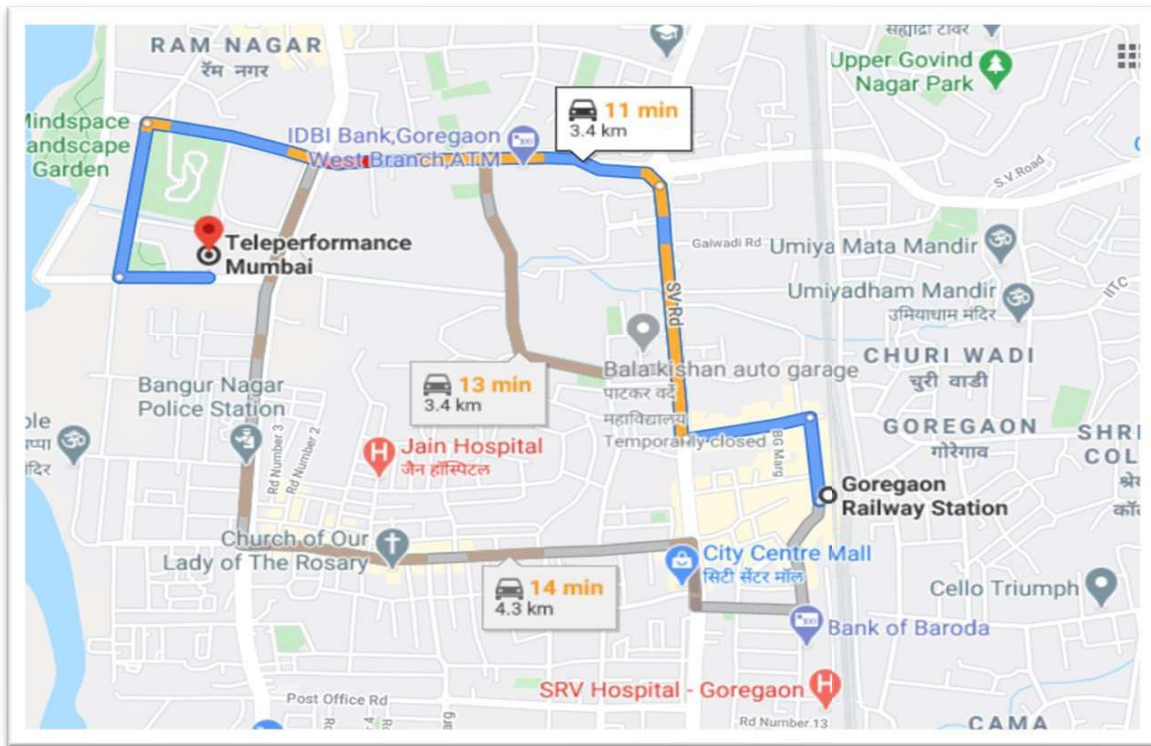 RAM NAGAR
रॅम नगर
सह्याद्री टावर
Upper Govind
Nagar Park
11 min
3.4 km
Mindspace
Landscape
Garden
IDBI Bank,Goregaon
West Branch,ATM
S.V.Road
Teleperformance
Mumbai
Galwadi Rd
Umiya Mata Mandir
SV Rd
Umiyadham Mandir
उमियाधाम मंदिर
IITC
Bala kishan auto garage
पाटकर वर्दे
महाविद्यालय
Temporarily closed
CHURI WADI
चुरी वाडी
13 min
3.4 km
Bangur Nagar
Police Station
GOREGAON
गोरेगाव
SHRI
COL
Jain Hospital
जैन हॉस्पिटल
Rd Number 3
Rd Number 2
BG Marg
Goregaon
Railway Station
Church of Our
Lady of The Rosary
City Centre Mall
सिटी सेंटर मॉल
14 min
4.3 km
Cello Triumph
Bank of Baroda
SRV Hospital - Goregaon
Post Office Rd
Rd Number 13
CAMA